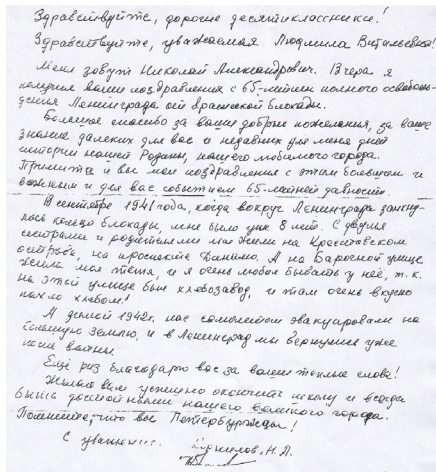 Здравствуйте, дорогие десятиклассники!
Здравствуйте, уважаемая Людмила Витальевна!
Меня зовут Николай Александрович. Вчера я
получил ваши поздравления с 65-летием полного освобож-
дения Ленинграда от вражеской блокады.
Большое спасибо за ваши добрые пожелания, за ваше
знание далеких для вас и недавних для меня дней
истории нашей Родины, нашего любимого города.
Примите и вы мои поздравления с этим большим и
важным и для вас событием 65-летней давности.
В сентябре 1941 года, когда вокруг Ленинграда замкну-
лось кольцо блокады, мне было уже 8 лет. С двумя
сестрами и родителями мы жили на Крестовском
острове, на проспекте Динамо. А на Барочной улице
жила моя тетя, и я очень любил бывать у неё, т.к.
на этой улице был хлебозавод, и там очень вкусно
пахло хлебом!
А зимой 1942г. нас самолетом эвакуировали на
Большую землю, и в Ленинград мы вернулись уже
после войны.
Ещё раз благодарю вас за ваши теплые слова!
Желаю вам успешно окончить школу и всегда
быть достойными нашего великого города.
Помните, что вы Петербуржцы!
С уважением. Н.А.